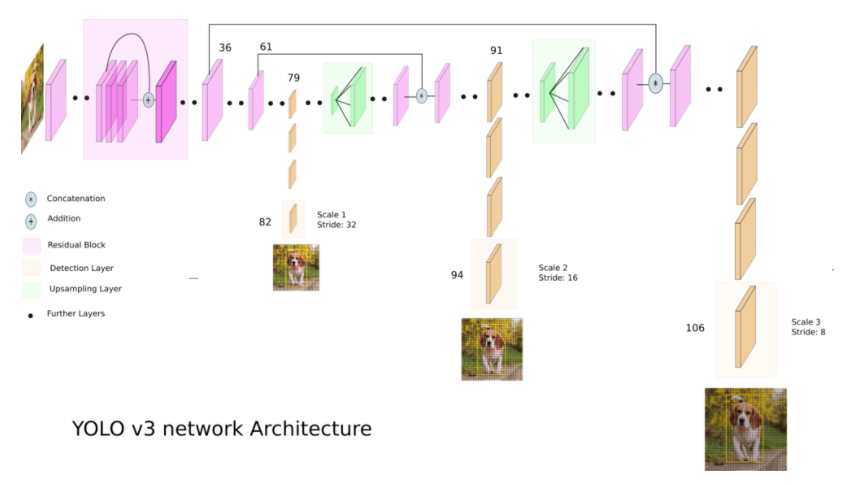 36
61
91
79
*
+
*
*
* Concatenation
+ Addition
Residual Block
Detection Layer
Upsampling Layer
Further Layers
...
82
Scale 1
Stride: 32
94
Scale 2
Stride: 16
106
Scale 3
Stride: 8
YOLO v3 network Architecture